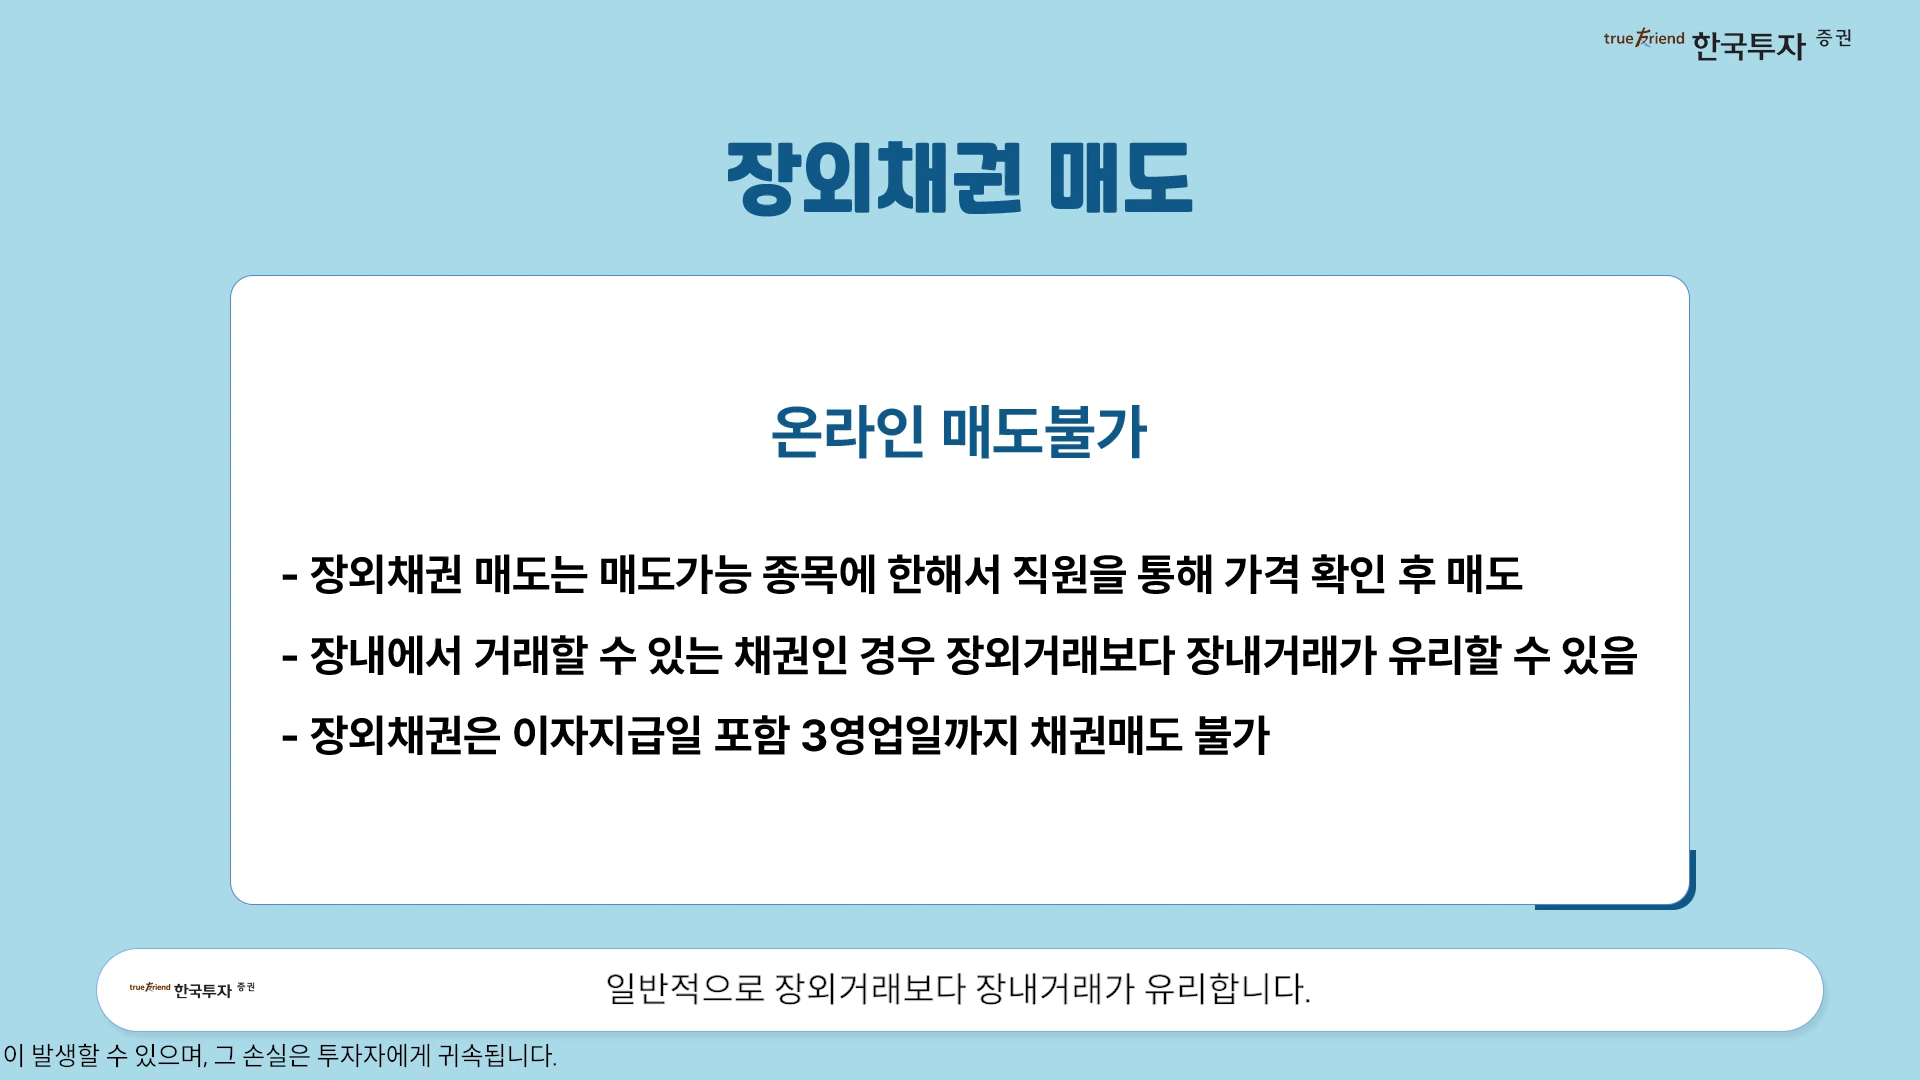 true friend 한국투자 증권
장외채권 매도
온라인 매도불가
- 장외채권 매도는 매도가능 종목에 한해서 직원을 통해 가격 확인 후 매도
- 장내에서 거래할 수 있는 채권인 경우 장외거래보다 장내거래가 유리할 수 있음
- 장외채권은 이자지급일 포함 3영업일까지 채권매도 불가
true friend 한국투자 증권
일반적으로 장외거래보다 장내거래가 유리합니다.
이 발생할 수 있으며, 그 손실은 투자자에게 귀속됩니다.